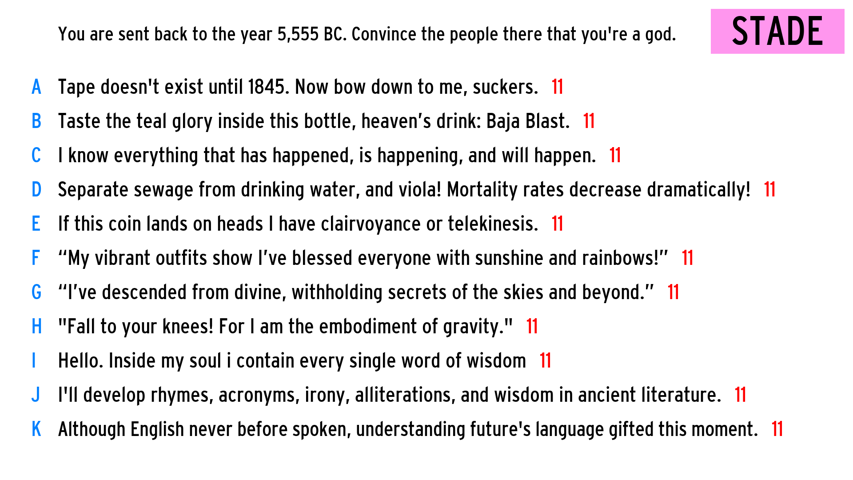 You are sent back to the year 5,555 BC. Convince the people there that you're a god.
STADE
A Tape doesn't exist until 1845. Now bow down to me, suckers. 11
B Taste the teal glory inside this bottle, heaven’s drink: Baja Blast. 11
C I know everything that has happened, is happening, and will happen. 11
D Separate sewage from drinking water, and viola! Mortality rates decrease dramatically! 11
E If this coin lands on heads I have clairvoyance or telekinesis. 11
F “My vibrant outfits show I’ve blessed everyone with sunshine and rainbows!” 11
G “I’ve descended from divine, withholding secrets of the skies and beyond.” 11
H "Fall to your knees! For I am the embodiment of gravity." 11
I Hello. Inside my soul i contain every single word of wisdom 11
J I'll develop rhymes, acronyms, irony, alliterations, and wisdom in ancient literature. 11
K Although English never before spoken, understanding future's language gifted this moment. 11